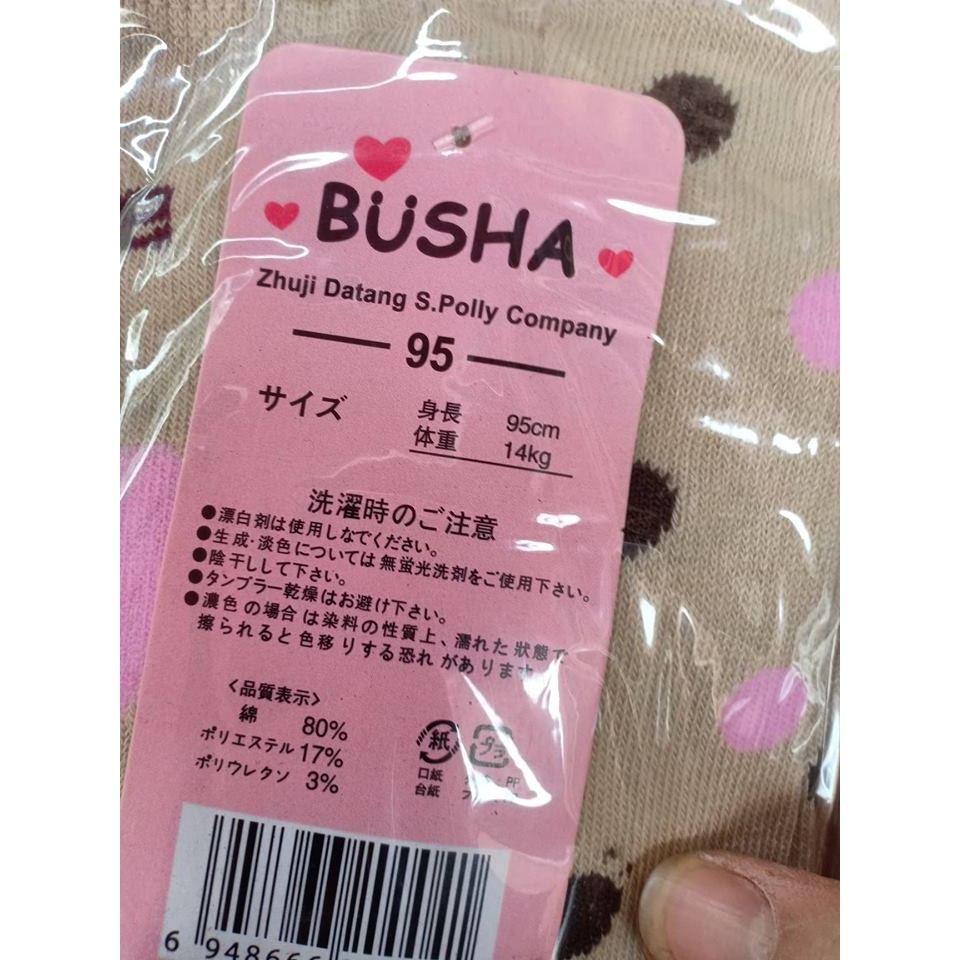 BÜSHA
Zhuji Datang S.Polly Company
95
サイズ 身長 95cm
体重 14kg
洗濯時のご注意
●漂白剤は使用しなでください。
●生成・淡色については無蛍光洗剤をご使用下さい。
●陰干しして下さい。
●タンブラー乾燥はお避け下さい。
●濃色の場合は染料の性質上、濡れた狀態で
擦られると色移りする恐れがあります
<品質表示>
綿 80%
ポリエステル 17%
ポリウレタン 3%
紙 プラ
口紙
台紙
PP
6 948666